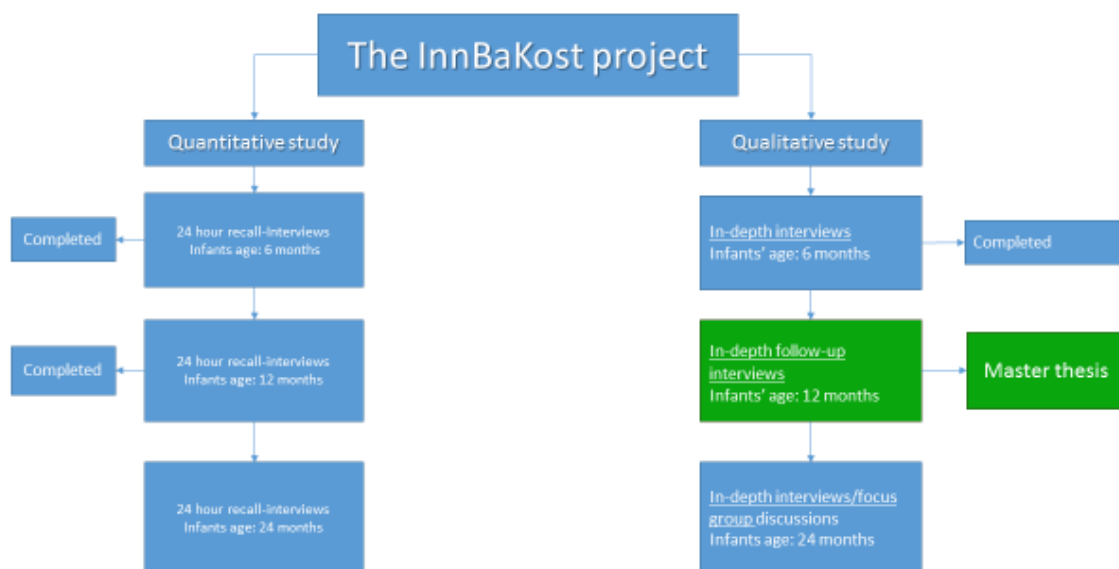 The InnBaKost project
Quantitative study
Qualitative study
Completed
24 hour recall-Interviews
Infants age: 6 months
In-depth interviews
Infants' age: 6 months
Completed
Completed
24 hour recall-interviews
Infants age: 12 months
In-depth follow-up
interviews
Infants' age: 12 months
Master thesis
24 hour recall-interviews
Infants age: 24 months
In-depth interviews/focus
group discussions
Infants age: 24 months